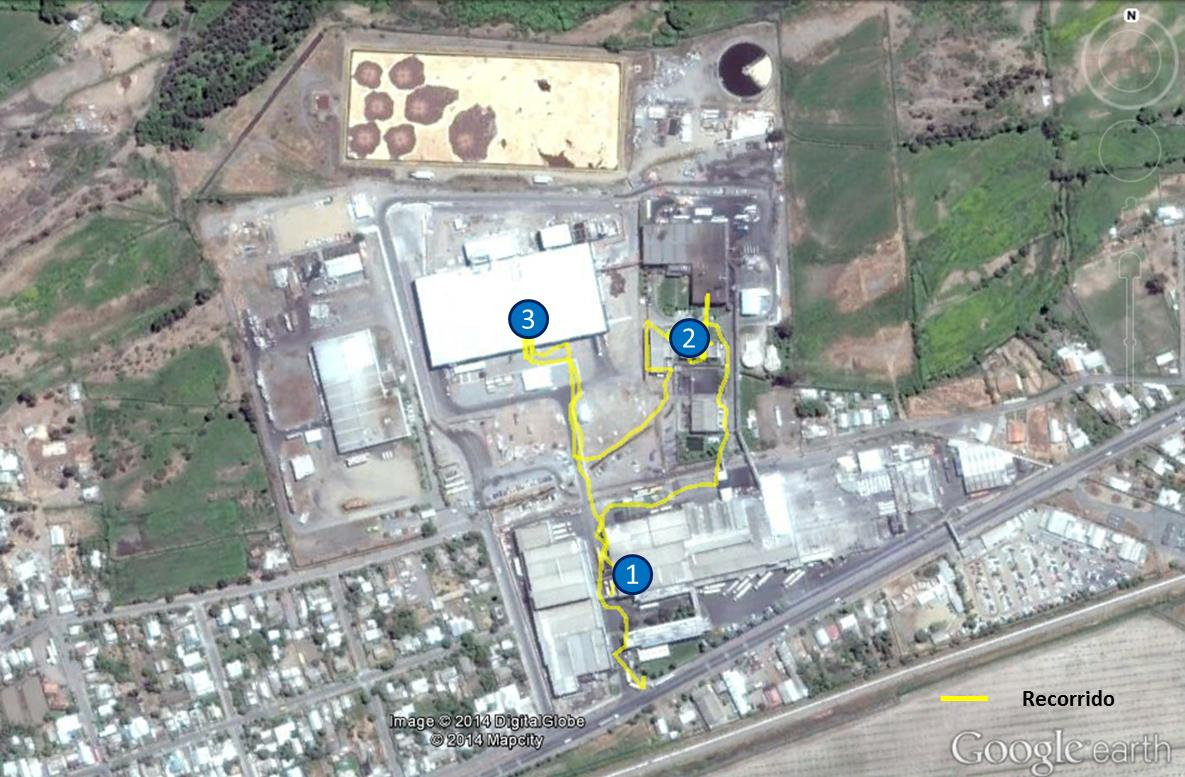 N
3
2
1
Recorrido
Image © 2014 DigitalGlobe
© 2014 Mapcity
Google earth